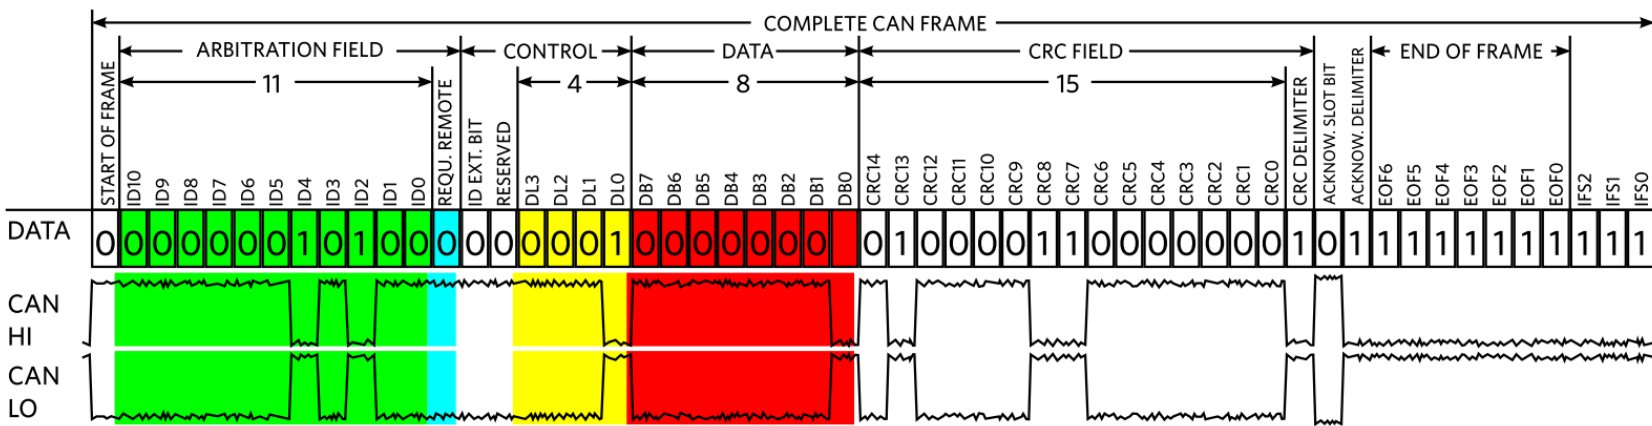 COMPLETE CAN FRAME
ARBITRATION FIELD CONTROL DATA CRC FIELD END OF FRAME
11 4 8 15
START OF FRAME ID10 ID9 ID8 ID7 ID6 ID5 ID4 ID3 ID2 ID1 ID0 REQU. REMOTE ID EXT. BIT RESERVED DL3 DL2 DL1 DL0 DB7 DB6 DB5 DB4 DB3 DB2 DB1 DB0 CRC14 CRC13 CRC12 CRC11 CRC10 CRC9 CRC8 CRC7 CRC6 CRC5 CRC4 CRC3 CRC2 CRC1 CRC0 CRC DELIMITER ACKNOW. SLOT BIT ACKNOW. DELIMITER EOF6 EOF5 EOF4 EOF3 EOF2 EOF1 EOF0 IFS2 IFS1 IFS0
DATA 0 0 0 0 0 0 0 1 0 1 0 0 0 0 0 0 0 0 1 0 0 0 0 0 0 0 0 1 0 0 0 0 1 1 0 0 0 0 0 0 0 1 0 1 1 1 1 1 1 1 1 1 1 1
CAN
HI
CAN
LO